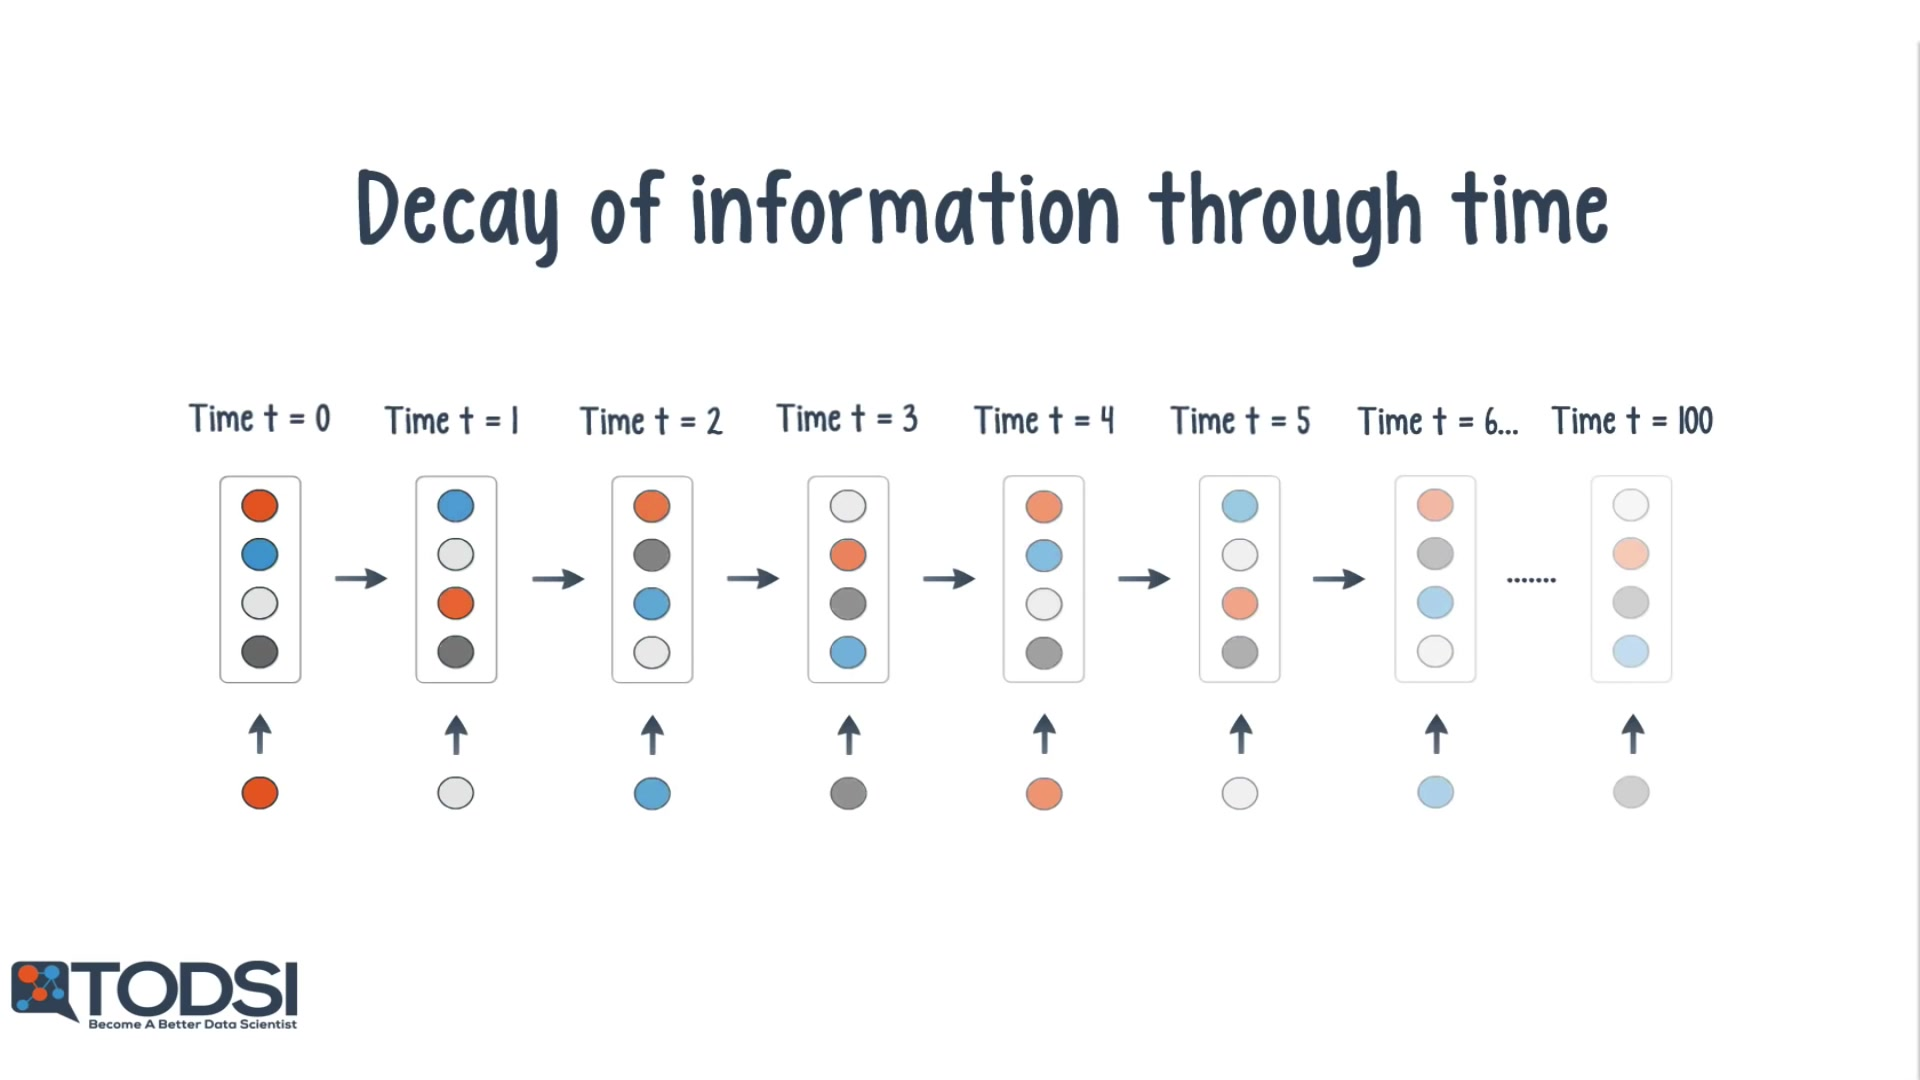 Decay of information through time
Time t = 0 Time t = 1 Time t = 2 Time t = 3 Time t = 4 Time t = 5 Time t = 6... Time t = 100
.......
TODSI
Become A Better Data Scientist